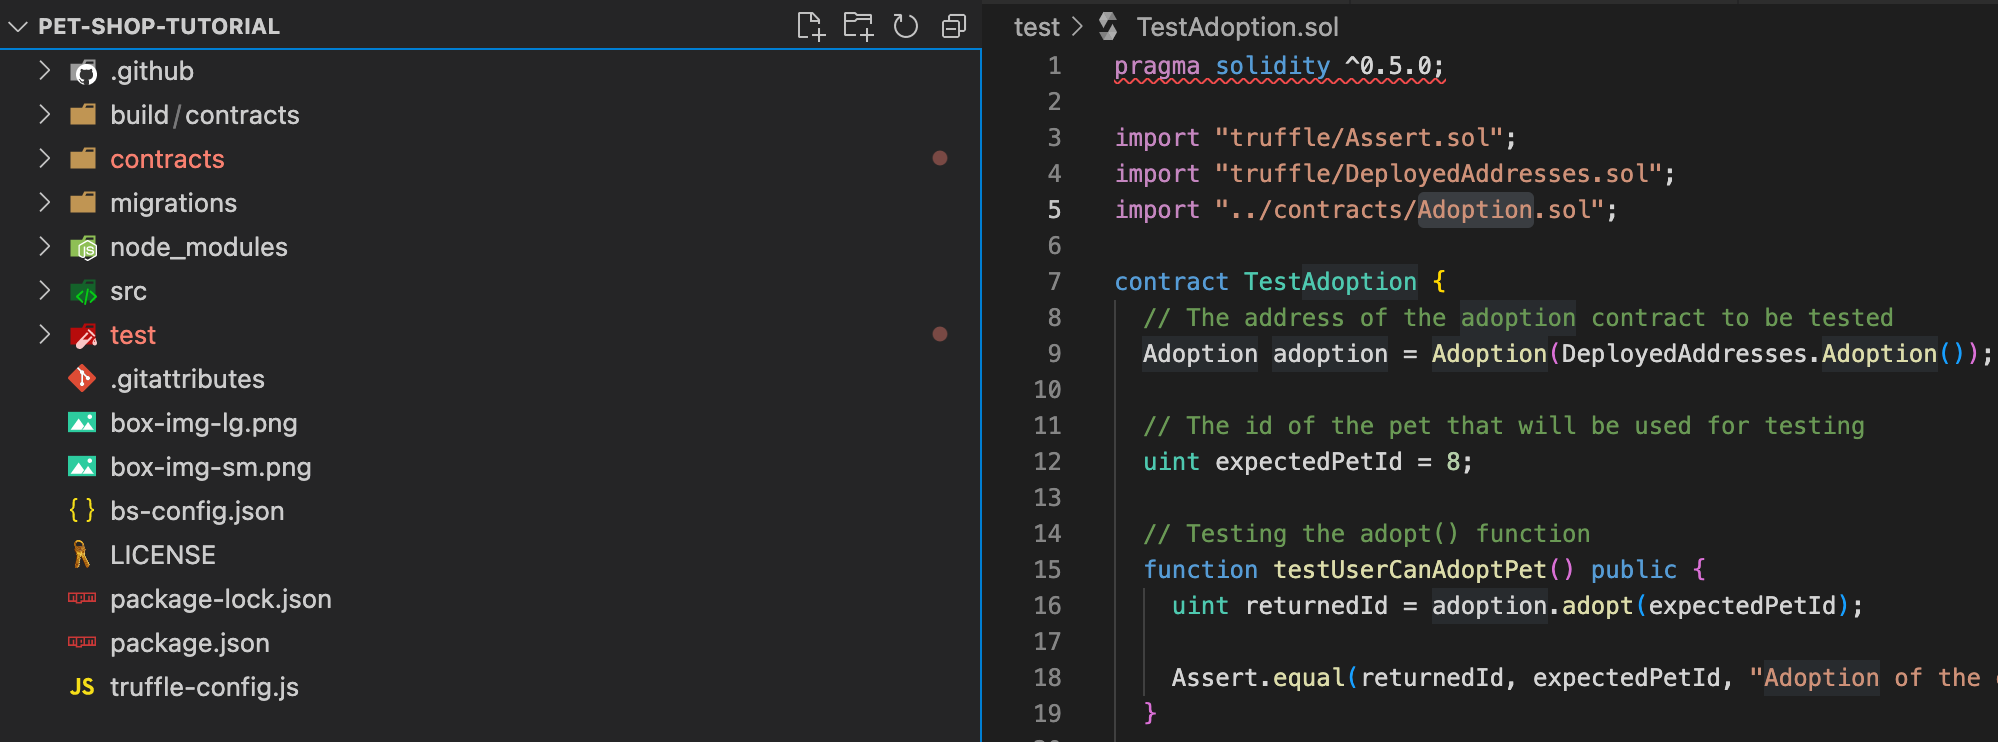 PET-SHOP-TUTORIAL
.github
build/contracts
contracts
migrations
node_modules
src
test
.gitattributes
box-img-lg.png
box-img-sm.png
bs-config.json
LICENSE
package-lock.json
package.json
JS truffle-config.js
test > TestAdoption.sol
1 pragma solidity ^0.5.0;
2
3 import "truffle/Assert.sol";
4 import "truffle/DeployedAddresses.sol";
5 import "../contracts/Adoption.sol";
6
7 contract TestAdoption {
8 // The address of the adoption contract to be tested
9 Adoption adoption = Adoption(DeployedAddresses.Adoption());
10
11 // The id of the pet that will be used for testing
12 uint expectedPetId = 8;
13
14 // Testing the adopt() function
15 function testUserCanAdoptPet() public {
16 uint returnedId = adoption.adopt(expectedPetId);
17
18 Assert.equal(returnedId, expectedPetId, "Adoption of the
19 }